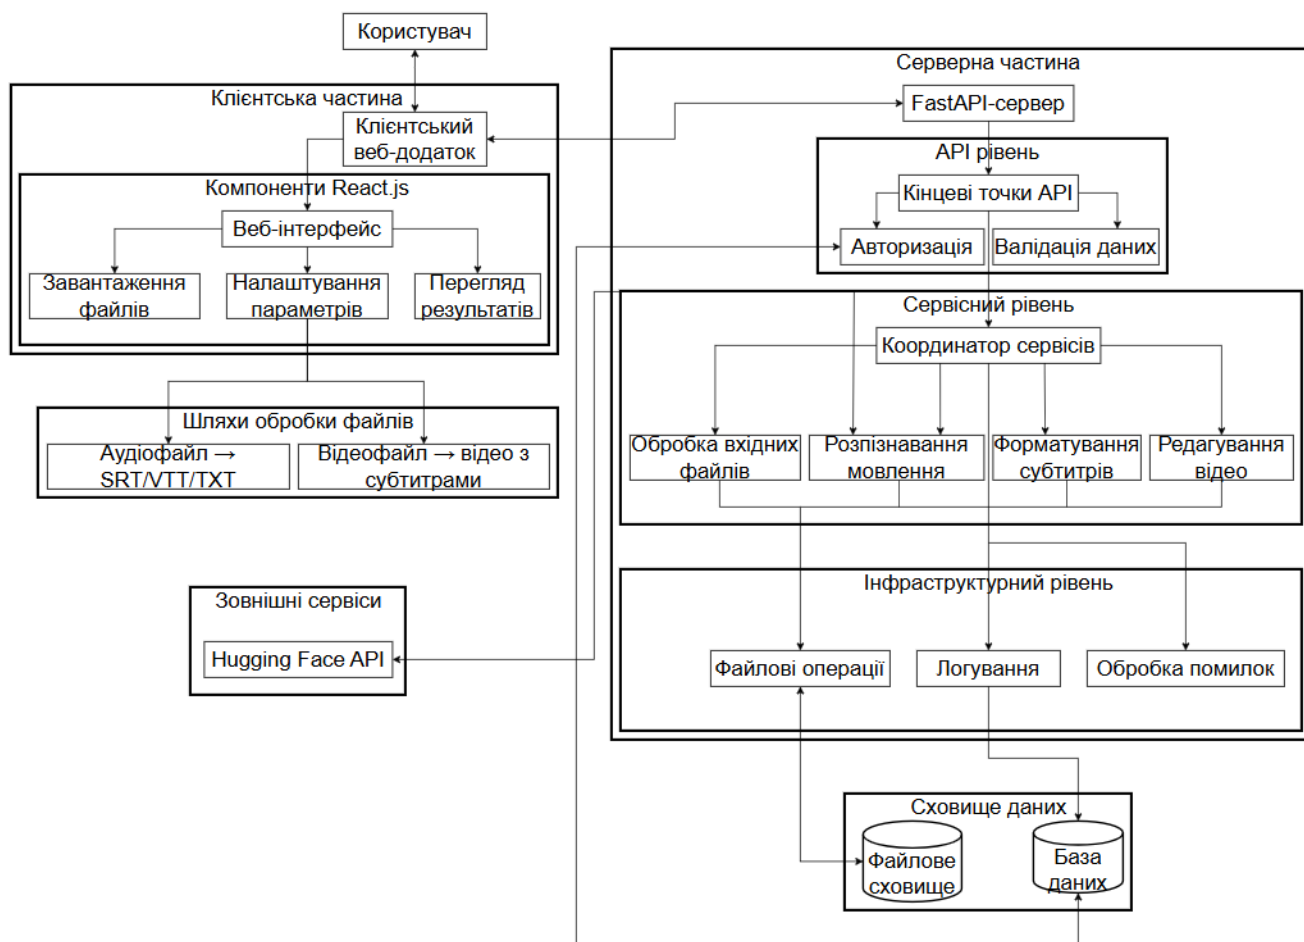 Користувач
Клієнтська частина
Клієнтський
веб-додаток
Компоненти React.js
Веб-інтерфейс
Завантаження
файлів
Налаштування
параметрів
Перегляд
результатів
Шляхи обробки файлів
Аудіофайл →
SRT/VTT/TXT
Відеофайл → відео з
субтитрами
Зовнішні сервіси
Hugging Face API
Серверна частина
FastAPI-сервер
API рівень
Кінцеві точки API
Авторизація
Валідація даних
Сервісний рівень
Координатор сервісів
Обробка вхідних
файлів
Розпізнавання
мовлення
Форматування
субтитрів
Редагування
відео
Інфраструктурний рівень
Файлові операції
Логування
Обробка помилок
Сховище даних
Файлове
сховище
База
даних